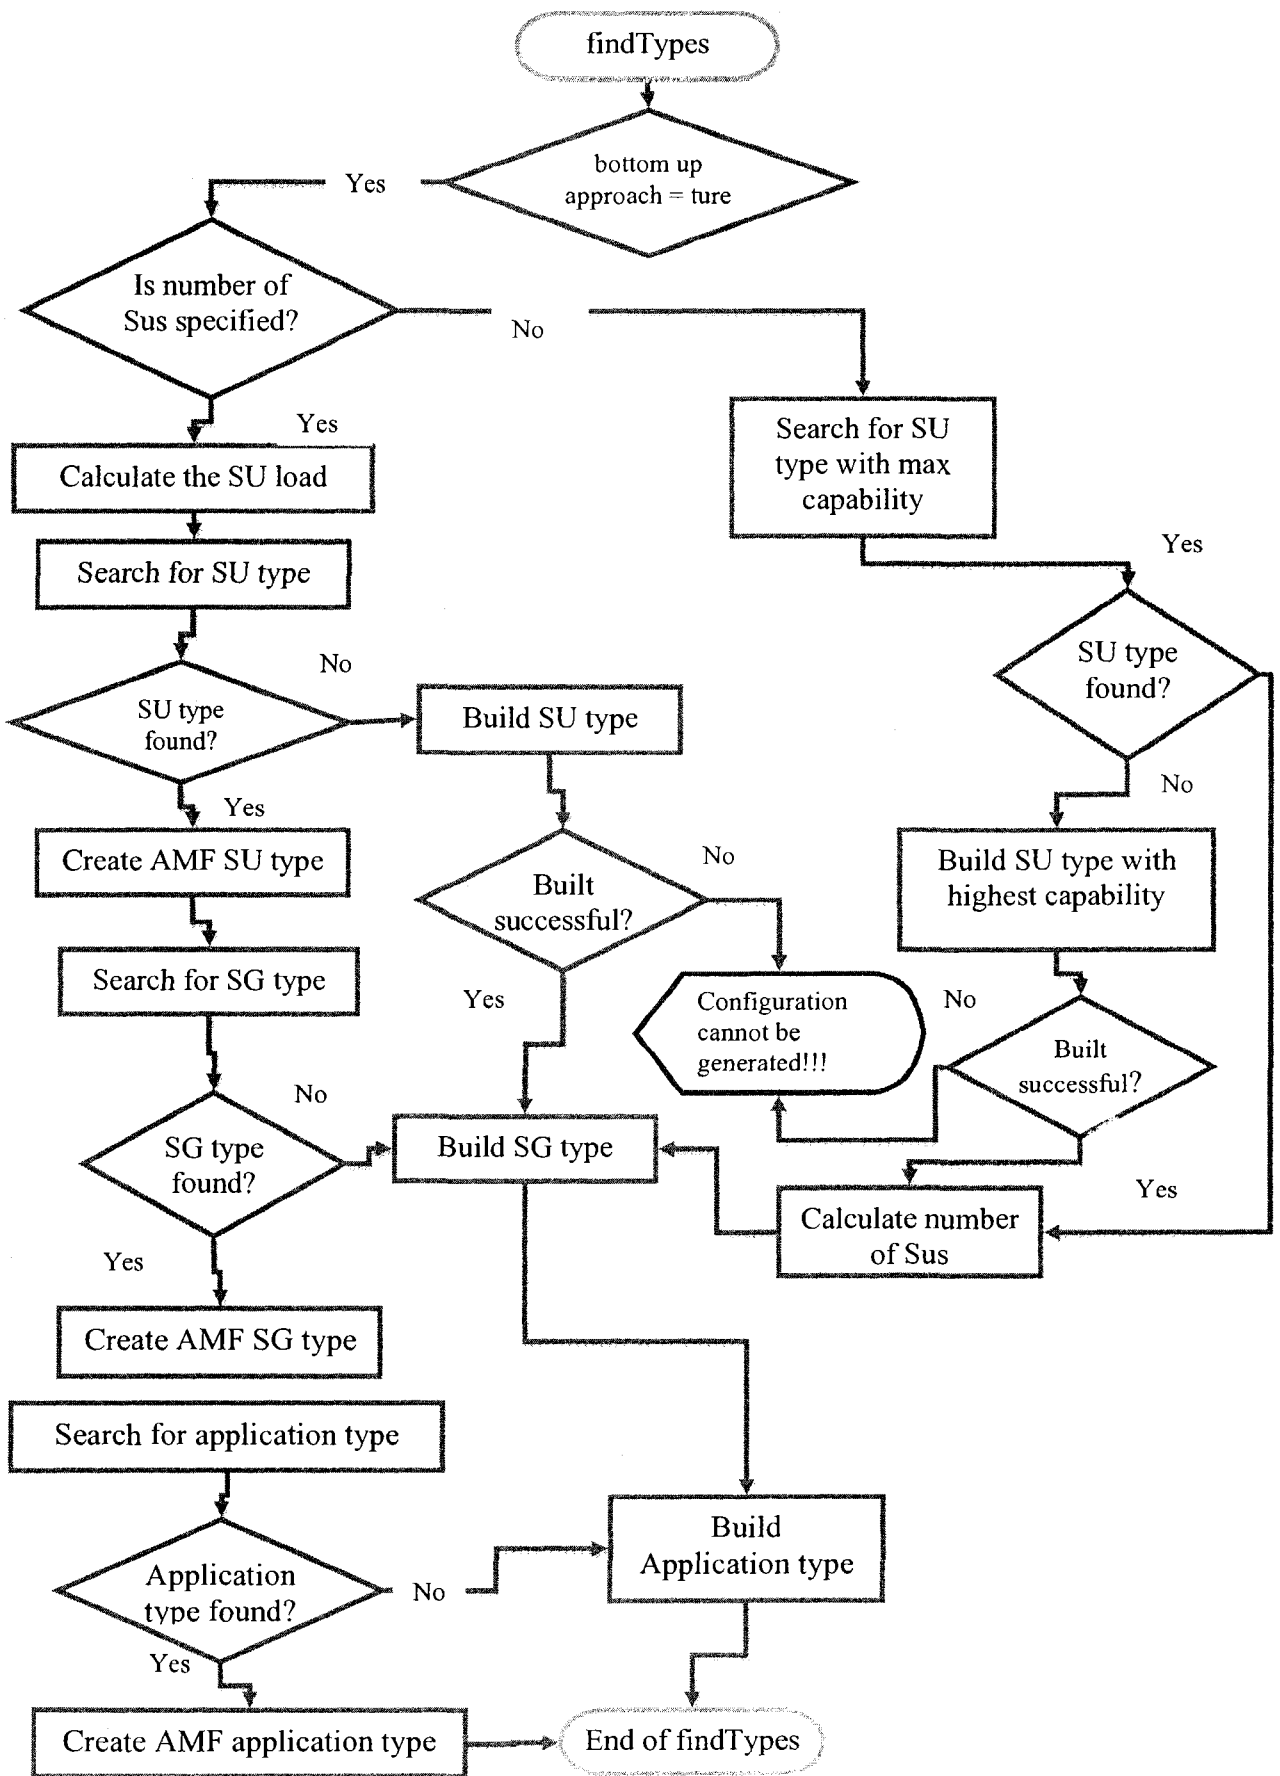 findTypes
bottom up
approach = ture
Yes
Is number of
Sus specified?
No
Yes
Calculate the SU load
Search for SU
type with max
capability
Search for SU type
Yes
No
SU type
found?
SU type
found?
Build SU type
No
Yes
Create AMF SU type
No
Build SU type with
highest capability
Built
successful?
Search for SG type
Yes
Configuration
cannot be
generated!!!
No
Built
successful?
No
SG type
found?
Build SG type
Yes
Calculate number
of Sus
Yes
Create AMF SG type
Search for application type
Build
Application type
Application
type found?
No
Yes
Create AMF application type
End of findTypes